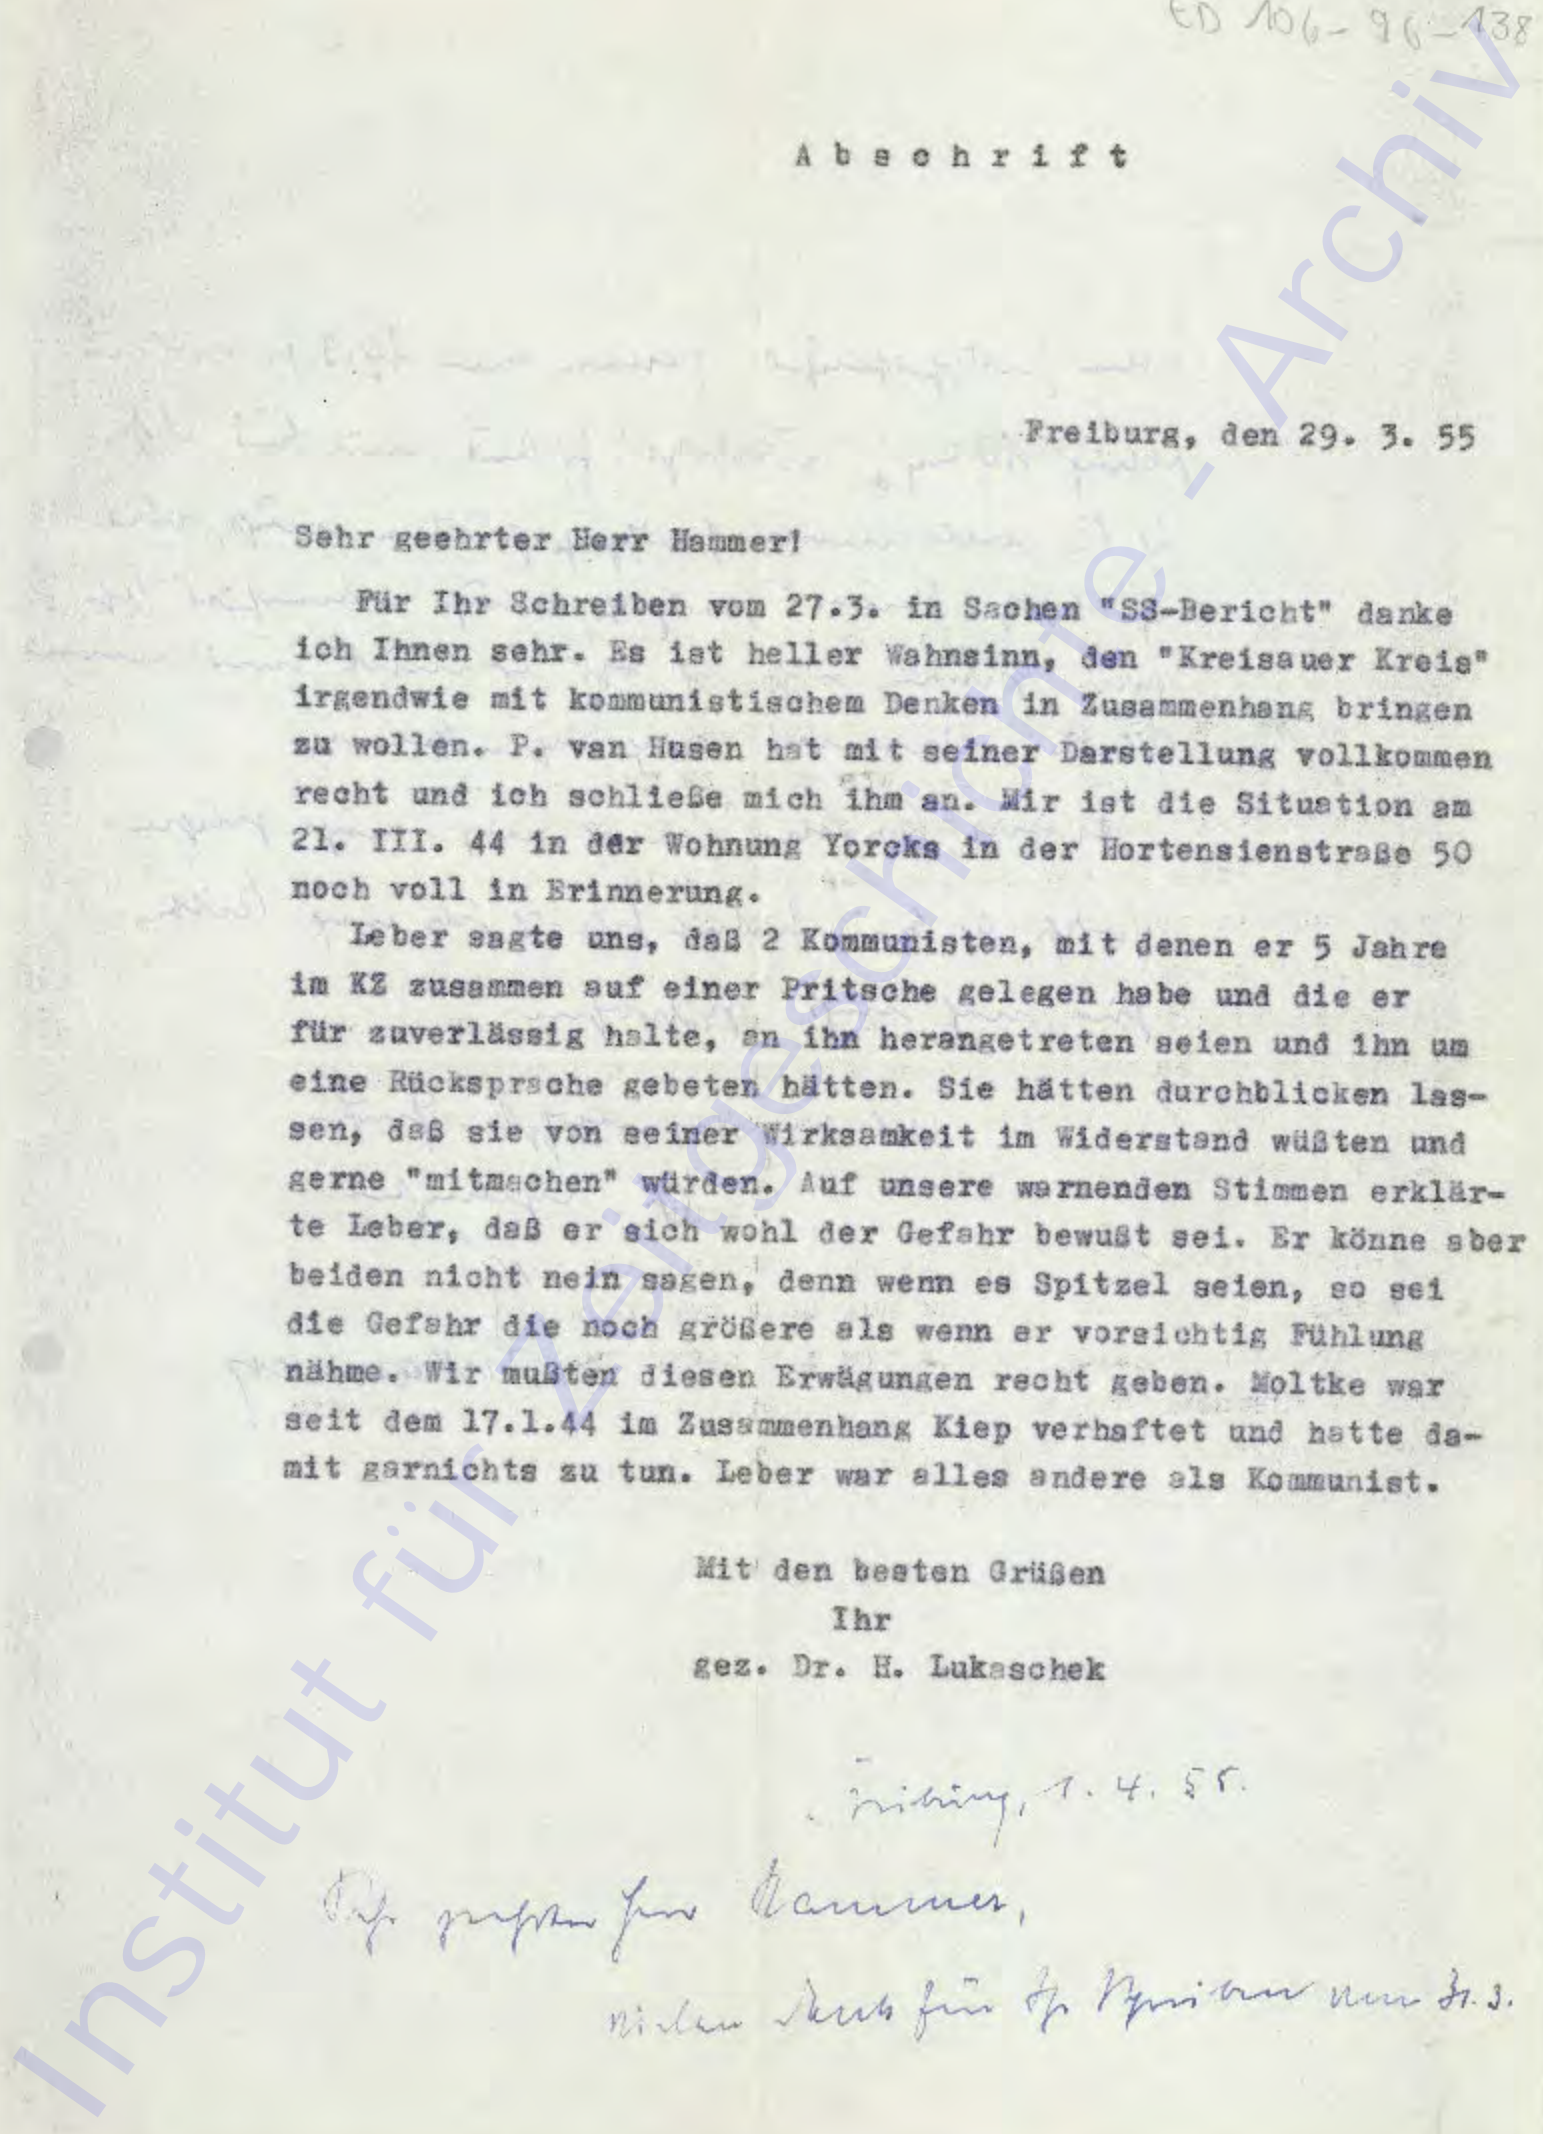 ED 106-96-138
Abschrift
Freiburg, den 29. 3. 55
Sehr geehrter Herr Hammer!
Für Ihr Schreiben vom 27.3. in Sachen "SS-Bericht" danke
ich Ihnen sehr. Es ist heller Wahnsinn, den "Kreisauer Kreis"
irgendwie mit kommunistischem Denken in Zusammenhang bringen
zu wollen. P. van Husen hat mit seiner Darstellung vollkommen
recht und ich schließe mich ihm an. Mir ist die Situation am
21. III. 44 in der Wohnung Yorcks in der Hortensienstraße 50
noch voll in Erinnerung.
Leber sagte uns, daß 2 Kommunisten, mit denen er 5 Jahre
im KZ zusammen auf einer Pritsche gelegen habe und die er
für zuverlässig halte, an ihn herangetreten seien und ihn um
eine Rücksprache gebeten hätten. Sie hätten durchblicken las-
sen, daß sie von seiner Wirksamkeit im Widerstand wüßten und
gerne "mitmachen" würden. Auf unsere warnenden Stimmen erklär-
te Leber, daß er sich wohl der Gefahr bewußt sei. Er könne aber
beiden nicht nein sagen, denn wenn es Spitzel seien, so sei
die Gefahr die noch größere als wenn er vorsichtig Fühlung
nähme. Wir mußten diesen Erwägungen recht geben. Moltke war
seit dem 17.1.44 im Zusammenhang Kiep verhaftet und hatte da-
mit garnichts zu tun. Leber war alles andere als Kommunist.
Mit den besten Grüßen
Ihr
gez. Dr. H. Lukaschek
Freiburg, 1. 4. 55.
Sehr geehrter Herr Hammer,
vielen Dank für Ihr Schreiben vom 31.3.
Institut für Zeitgeschichte - Archiv